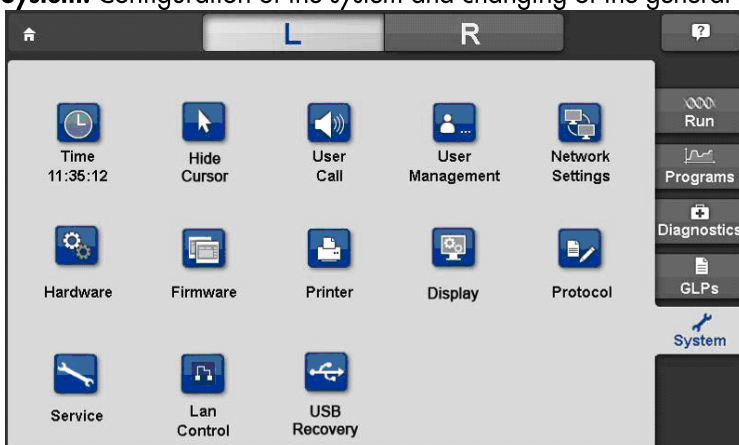 System: Configuration of the system and changing of the general
L R ?
Run
Programs
Diagnostics
GLPs
System
Time
11:35:12
Hide
Cursor
User
Call
User
Management
Network
Settings
Hardware
Firmware
Printer
Display
Protocol
Service
Lan
Control
USB
Recovery